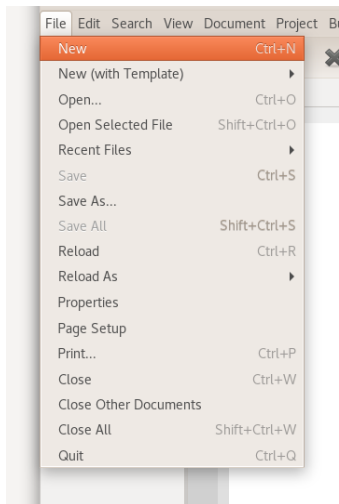 File Edit Search View Document Project Bu
New Ctrl+N
New (with Template)
Open... Ctrl+O
Open Selected File Shift+Ctrl+O
Recent Files
Save Ctrl+S
Save As...
Save All Shift+Ctrl+S
Reload Ctrl+R
Reload As
Properties
Page Setup
Print... Ctrl+P
Close Ctrl+W
Close Other Documents
Close All Shift+Ctrl+W
Quit Ctrl+Q